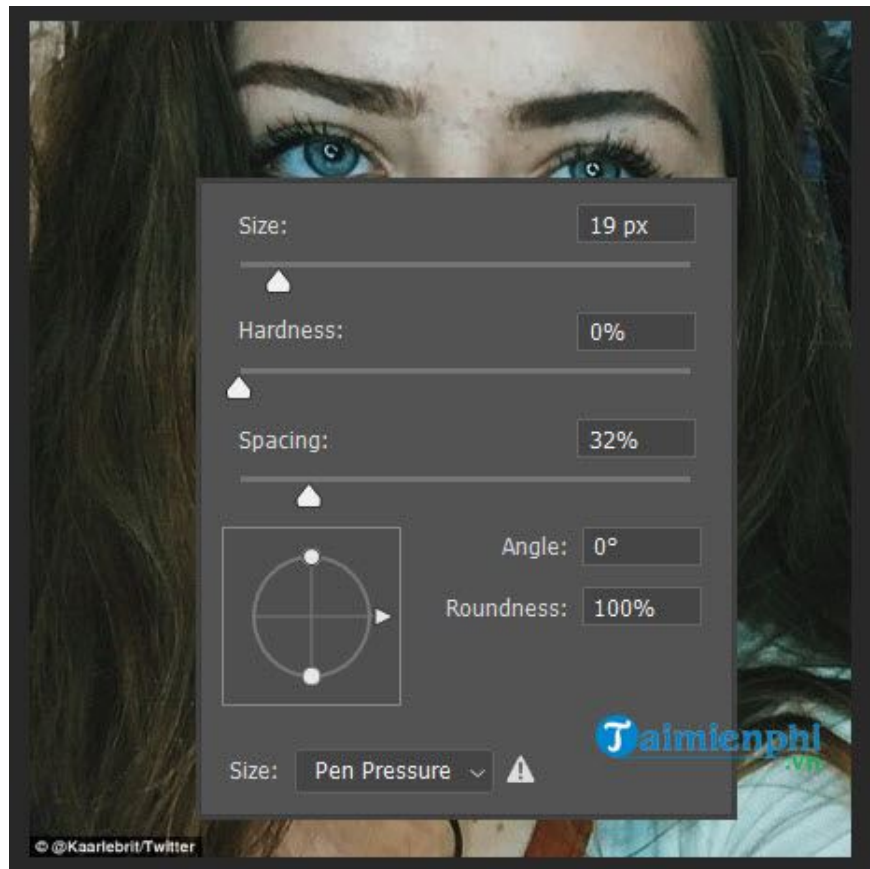 Size: 19 px
Hardness: 0%
Spacing: 32%
Angle: 0°
Roundness: 100%
Taimienphi
.vn
Size: Pen Pressure
© @Kaarlebrit/Twitter